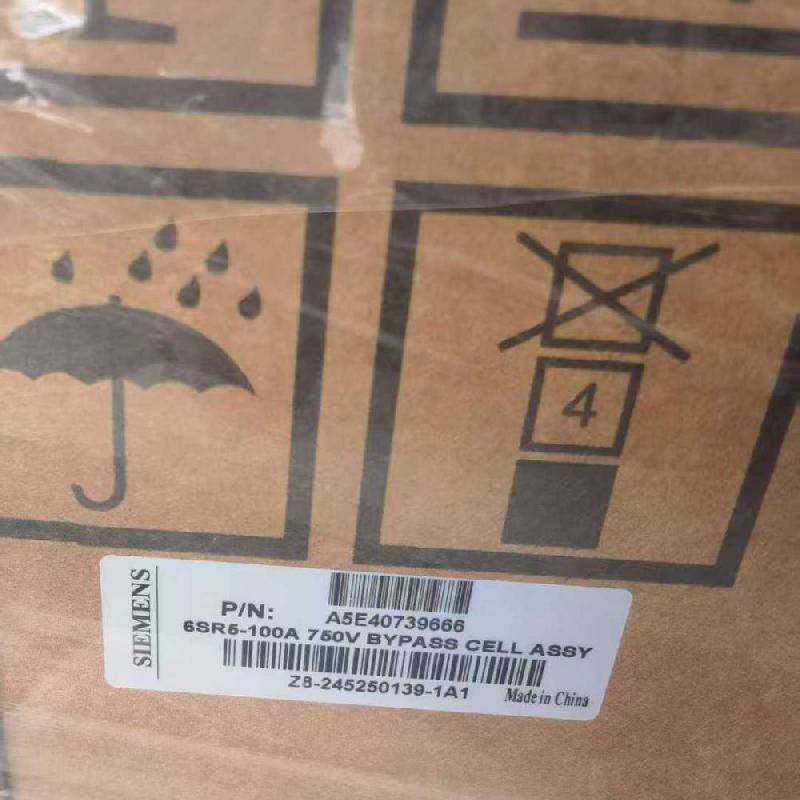 4
SIEMENS
P/N: A5E40739666
6SR5-100A 750V BYPASS CELL ASSY
Z8-245250139-1A1
Made in China